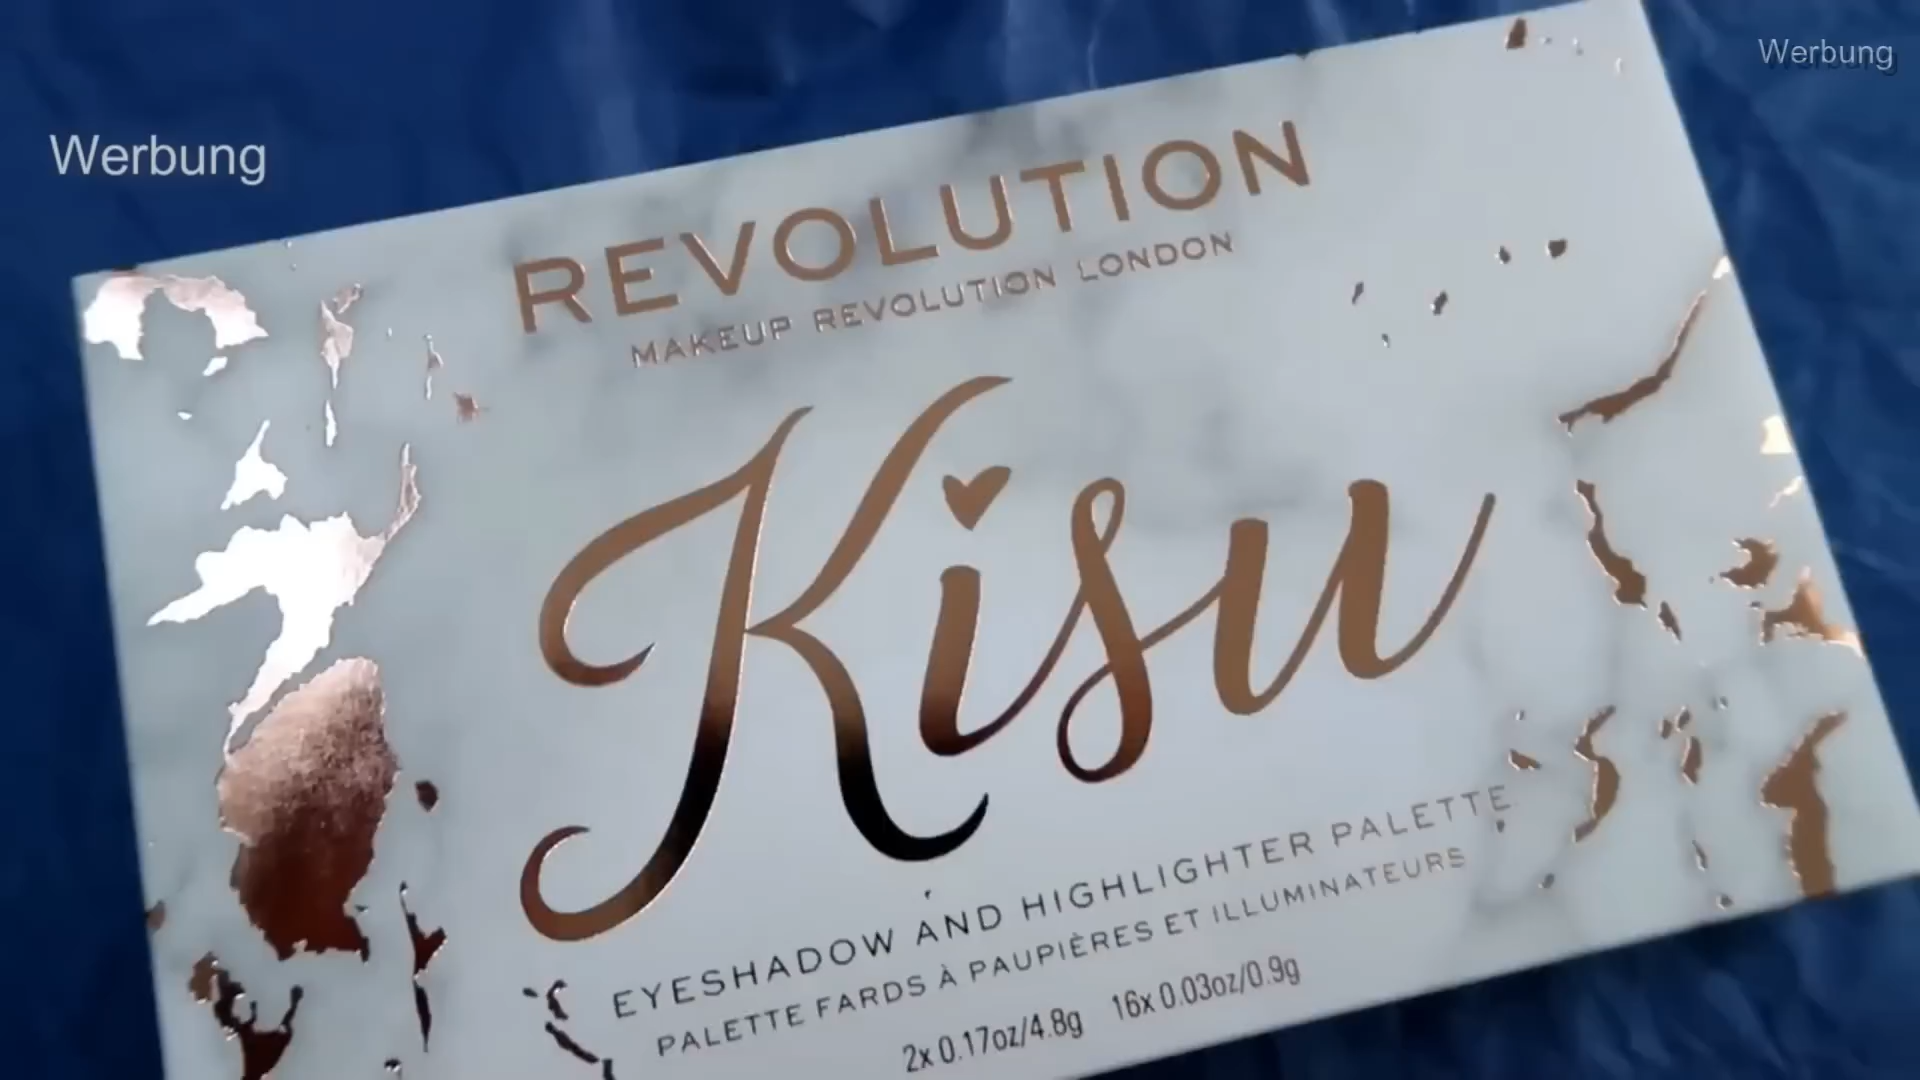 Werbung
Werbung
REVOLUTION
MAKEUP REVOLUTION LONDON
Kisu
EYESHADOW AND HIGHLIGHTER PALETTE
PALETTE FARDS À PAUPIÈRES ET ILLUMINATEURS
2x 0.17oz/4.8g 16x 0.03oz/0.9g